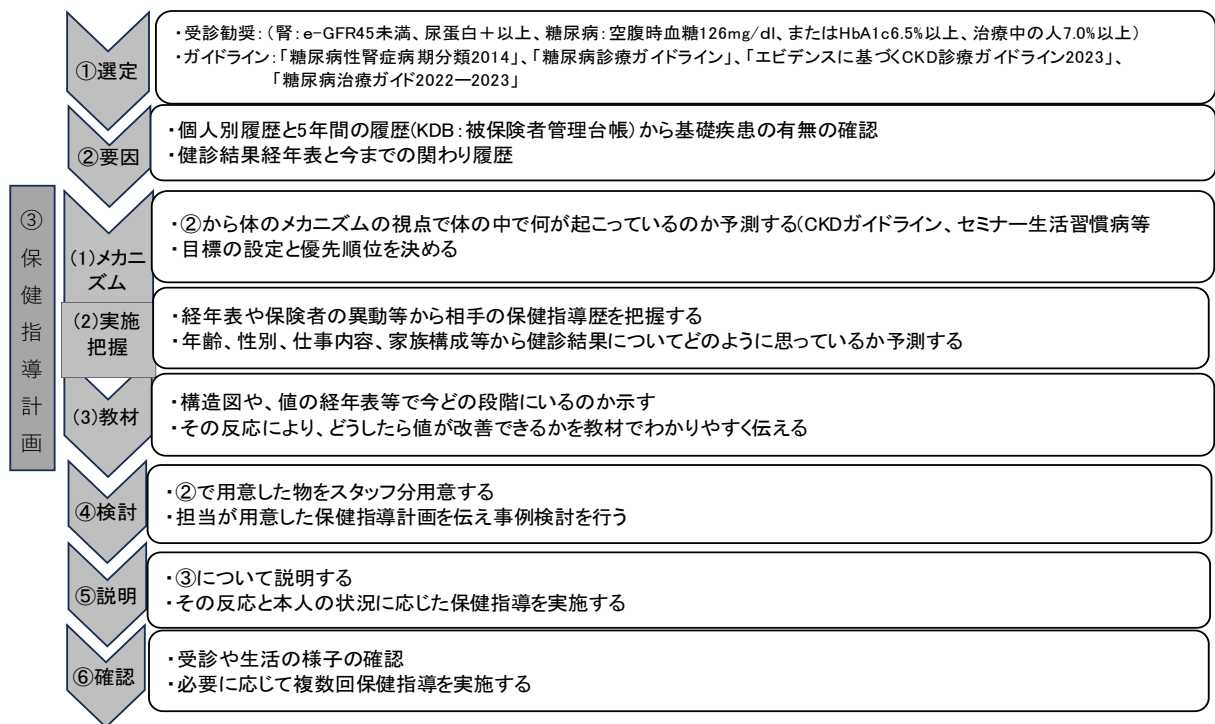 ①選定
・受診勧奨:(腎:e-GFR45未満、尿蛋白+以上、糖尿病:空腹時血糖126mg/dl、またはHbA1c6.5%以上、治療中の人7.0%以上)
・ガイドライン:「糖尿病性腎症病期分類2014」、「糖尿病診療ガイドライン」、「エビデンスに基づくCKD診療ガイドライン2023」、
「糖尿病治療ガイド2022ー2023」
②要因
・個人別履歴と5年間の履歴(KDB:被保険者管理台帳)から基礎疾患の有無の確認
・健診結果経年表と今までの関わり履歴
③保健指導計画
(1)メカニ
ズム
・②から体のメカニズムの視点で体の中で何が起こっているのか予測する(CKDガイドライン、セミナー生活習慣病等
・目標の設定と優先順位を決める
(2)実施
把握
・経年表や保険者の異動等から相手の保健指導歴を把握する
・年齢、性別、仕事内容、家族構成等から健診結果についてどのように思っているか予測する
(3)教材
・構造図や、値の経年表等で今どの段階にいるのか示す
・その反応により、どうしたら値が改善できるかを教材でわかりやすく伝える
④検討
・②で用意した物をスタッフ分用意する
・担当が用意した保健指導計画を伝え事例検討を行う
⑤説明
・③について説明する
・その反応と本人の状況に応じた保健指導を実施する
⑥確認
・受診や生活の様子の確認
・必要に応じて複数回保健指導を実施する